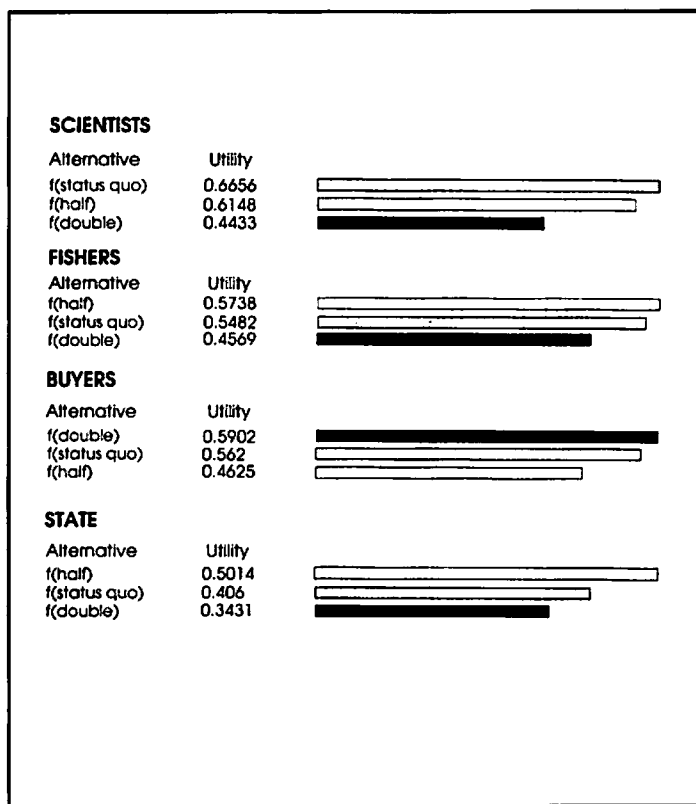 SCIENTISTS
Alternative Utility
f(status quo) 0.6656
f(half) 0.6148
f(double) 0.4433
FISHERS
Alternative Utility
f(half) 0.5738
f(status quo) 0.5482
f(double) 0.4569
BUYERS
Alternative Utility
f(double) 0.5902
f(status quo) 0.562
f(half) 0.4625
STATE
Alternative Utility
f(half) 0.5014
f(status quo) 0.406
f(double) 0.3431